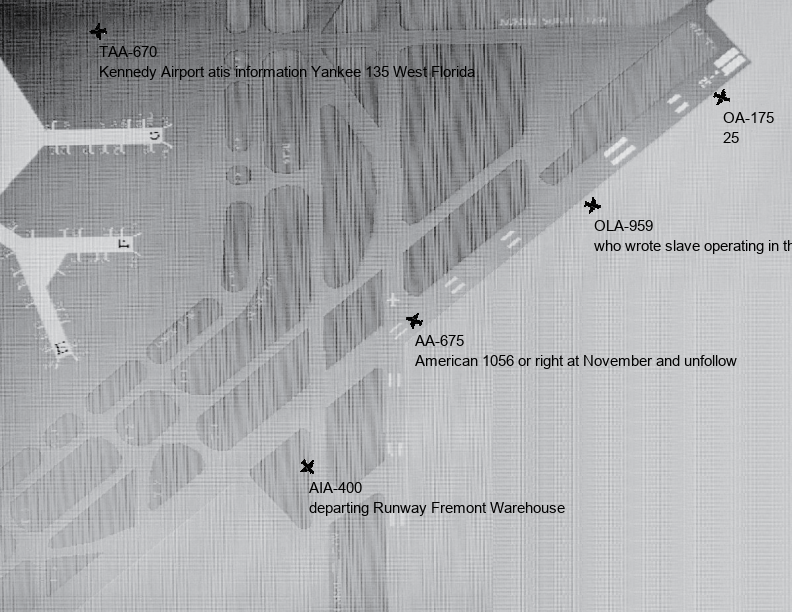 TAA-670
Kennedy Airport atis information Yankee 135 West Florida
OA-175
25
OLA-959
who wrote slave operating in th
AA-675
American 1056 or right at November and unfollow
AIA-400
departing Runway Fremont Warehouse